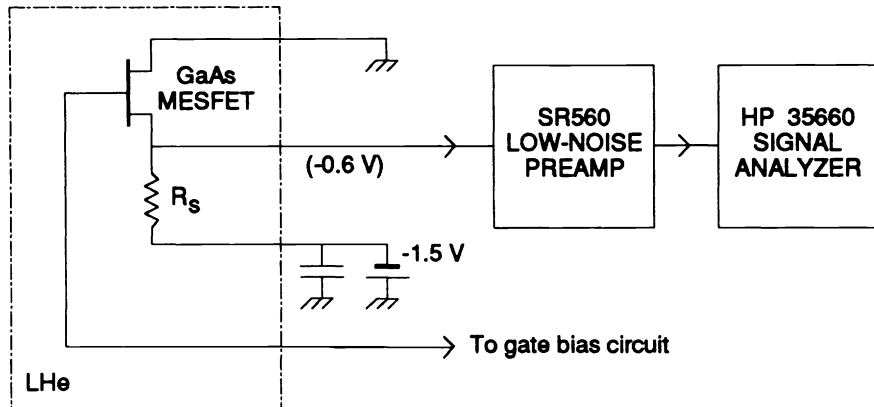 GaAs
MESFET
SR560
LOW-NOISE
PREAMP
HP 35660
SIGNAL
ANALYZER
(-0.6 V)
RS
-1.5 V
To gate bias circuit
LHe